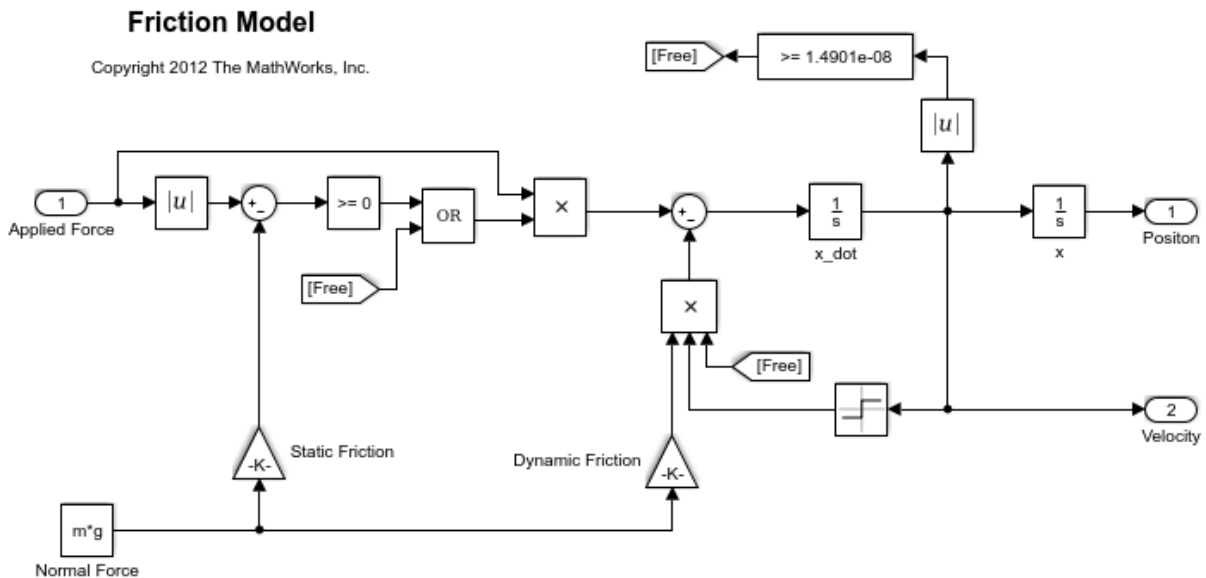 Friction Model
Copyright 2012 The MathWorks, Inc.
[Free]
>= 1.4901e-08
|u|
1
Applied Force
|u|
+
-
>= 0
OR
×
+
-
1
s
x_dot
1
s
x
1
Positon
[Free]
×
[Free]
2
Velocity
-K-
Static Friction
Dynamic Friction
-K-
m*g
Normal Force